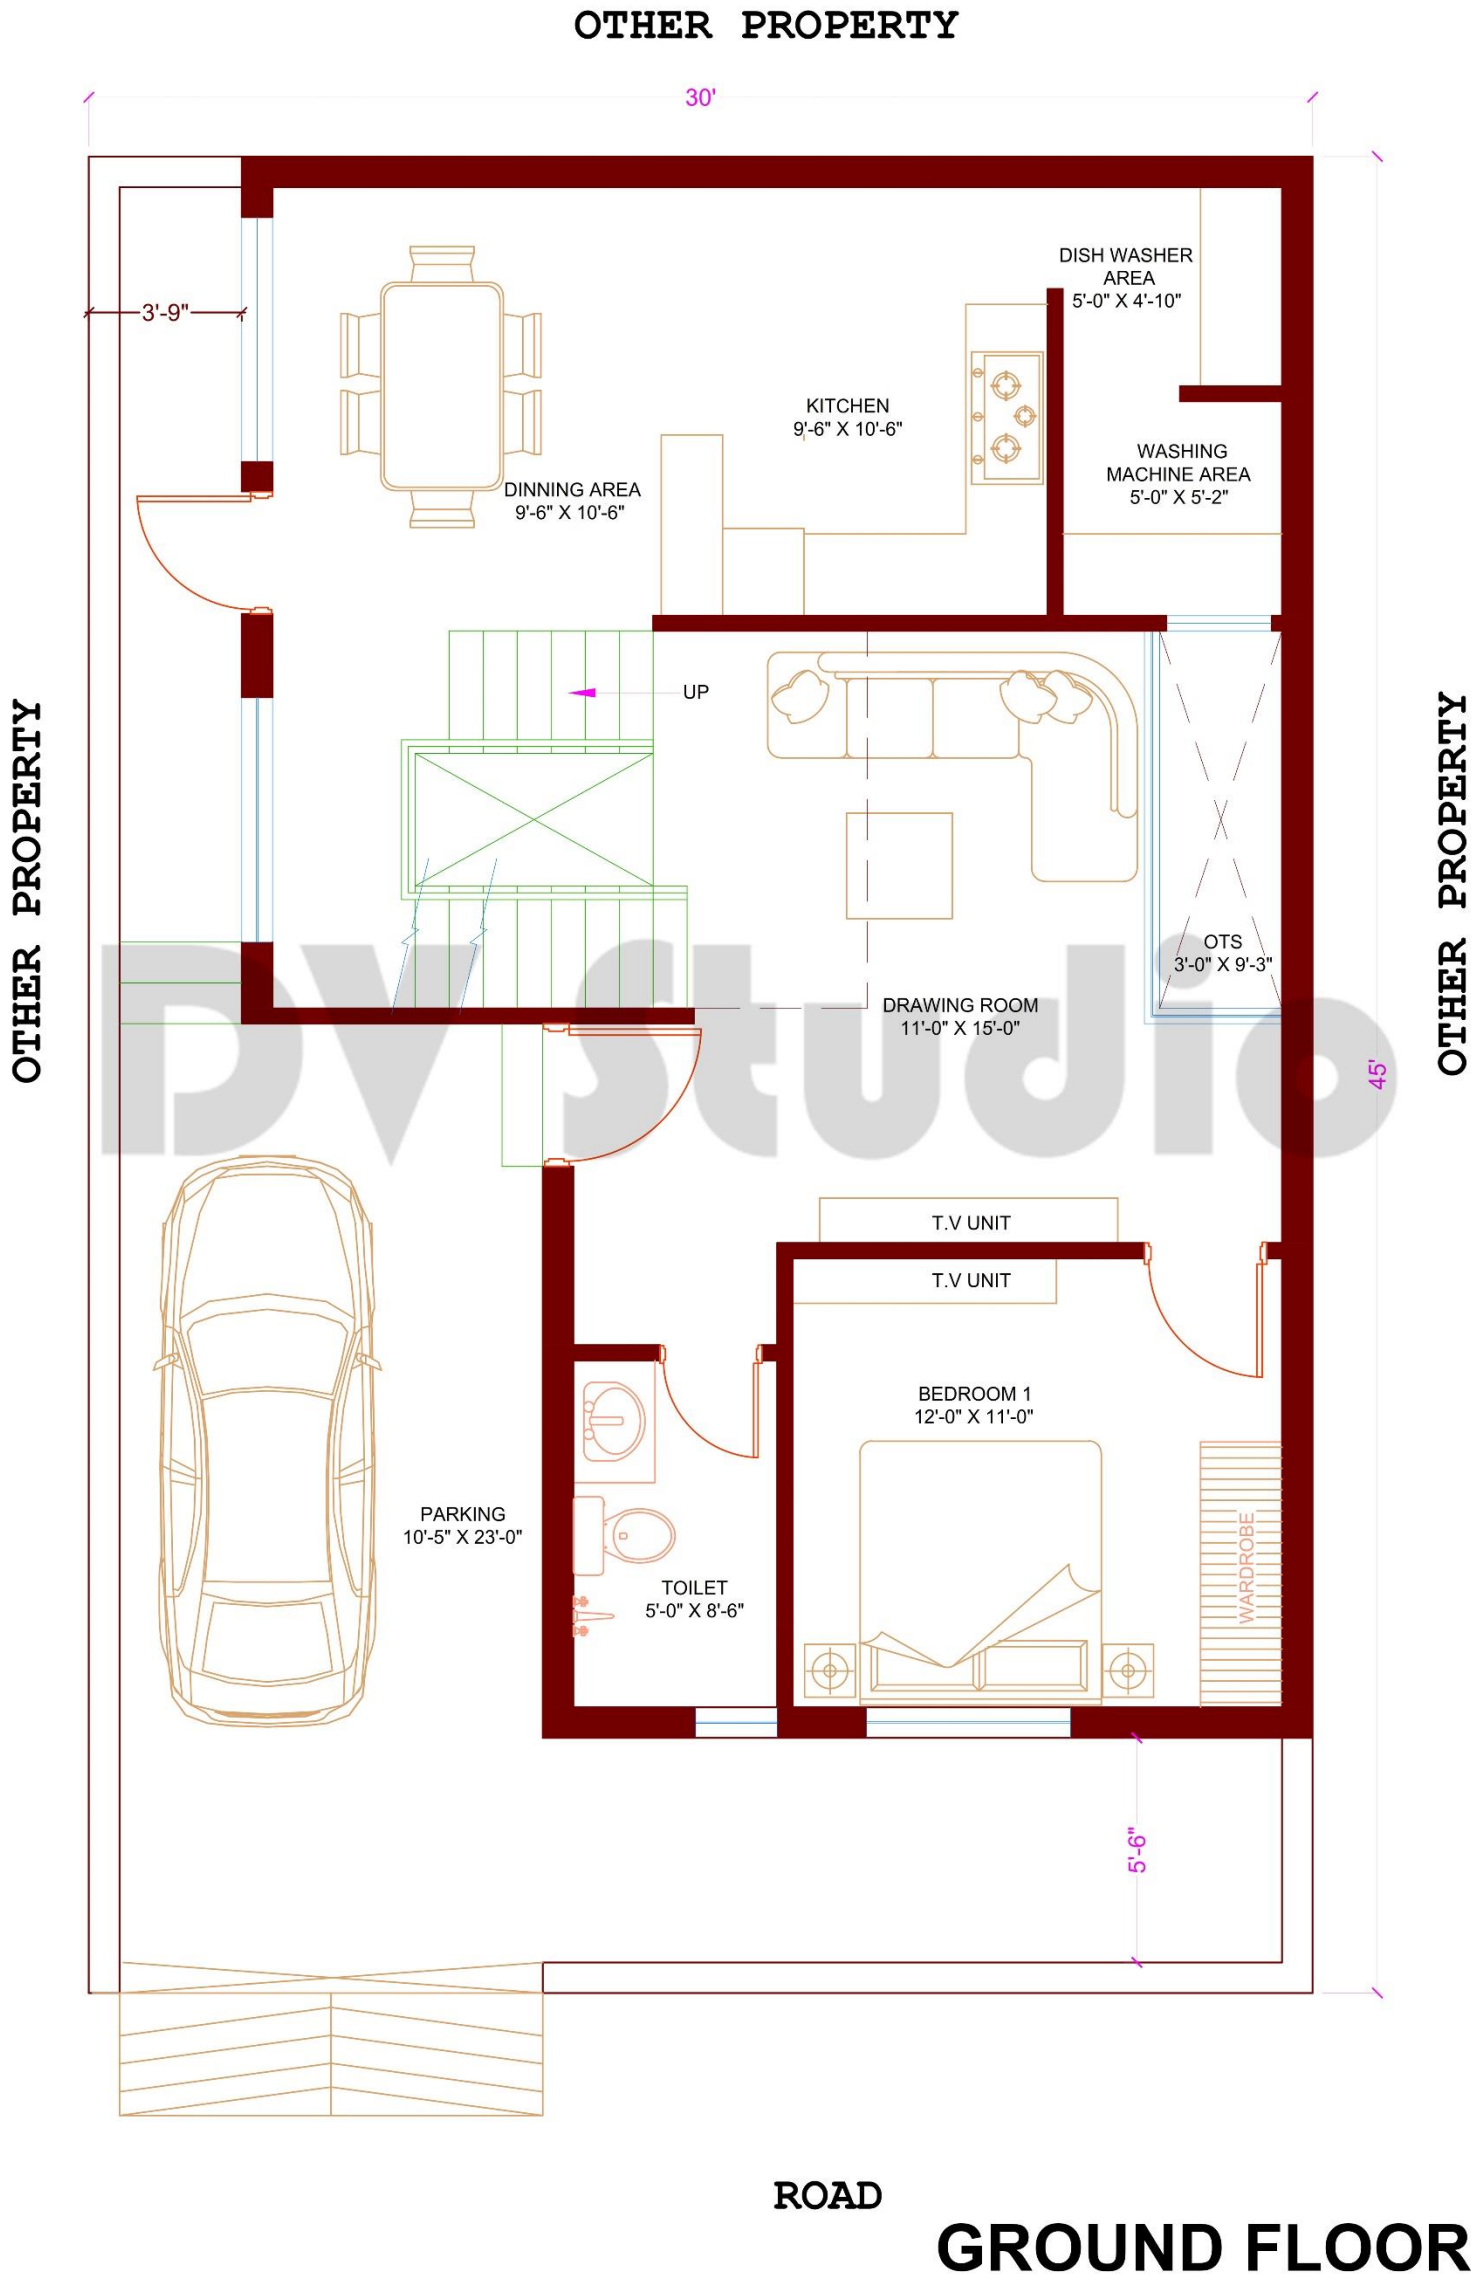 OTHER PROPERTY
30'
DISH WASHER
AREA
5'-0" X 4'-10"
3'-9"
KITCHEN
9'-6" X 10'-6"
WASHING
MACHINE AREA
5'-0" X 5'-2"
DINNING AREA
9'-6" X 10'-6"
UP
OTHER PROPERTY
OTHER PROPERTY
OTS
3'-0" X 9'-3"
DRAWING ROOM
11'-0" X 15'-0"
DV Studio
45'
T.V UNIT
T.V UNIT
BEDROOM 1
12'-0" X 11'-0"
PARKING
10'-5" X 23'-0"
WARDROBE
TOILET
5'-0" X 8'-6"
5'-6"
ROAD
GROUND FLOOR